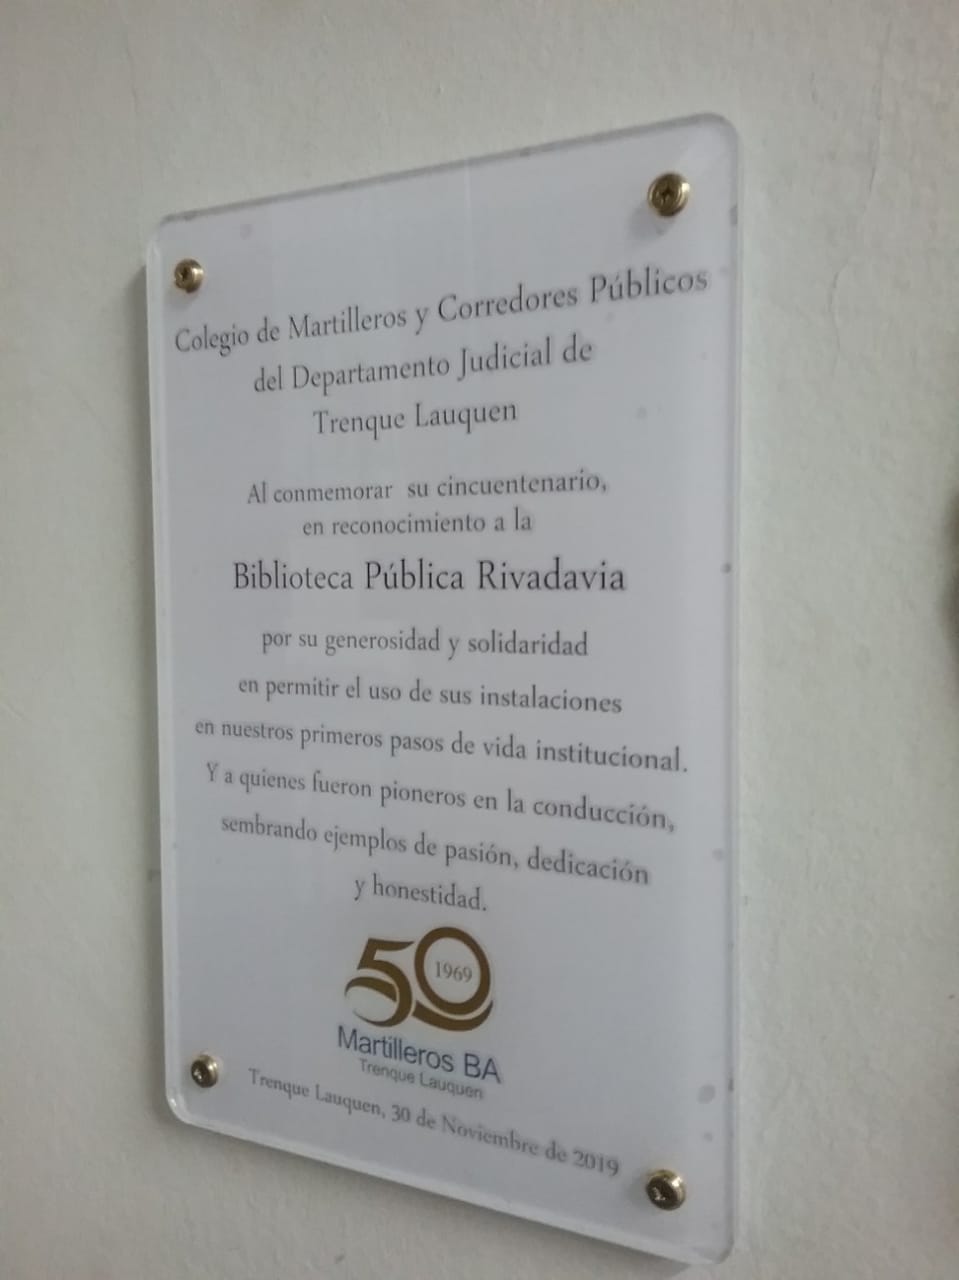 Colegio de Martilleros y Corredores Públicos
del Departamento Judicial de
Trenque Lauquen
Al conmemorar su cincuentenario,
en reconocimiento a la
Biblioteca Pública Rivadavia
por su generosidad y solidaridad
en permitir el uso de sus instalaciones
en nuestros primeros pasos de vida institucional.
Y a quienes fueron pioneros en la conducción,
sembrando ejemplos de pasión, dedicación
y honestidad.
50
1969
Martilleros BA
Trenque Lauquen
Trenque Lauquen, 30 de Noviembre de 2019